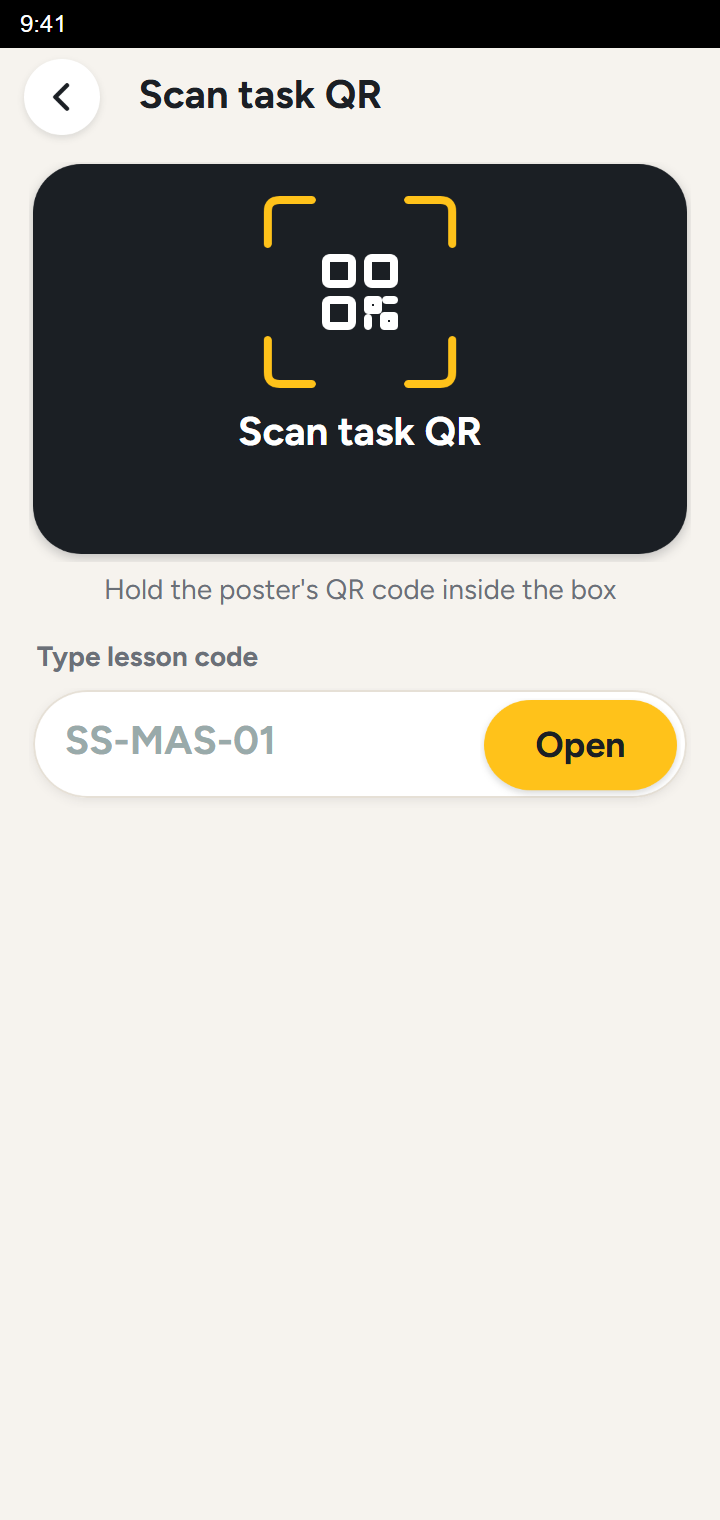 9:41
Scan task QR
Scan task QR
Hold the poster's QR code inside the box
Type lesson code
SS-MAS-01
Open